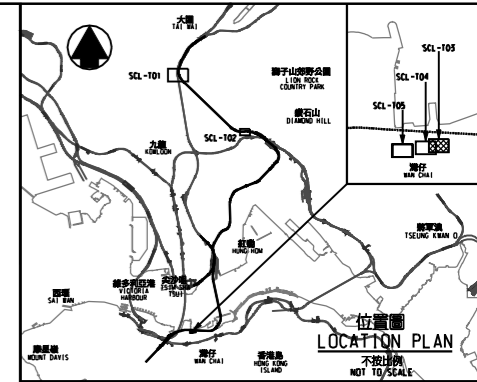 大圍
TAI WAI
SCL-T01
獅子山郊野公園
LION ROCK
COUNTRY PARK
鑽石山
DIAMOND HILL
SCL-T02
九龍
KOWLOON
SCL-T03
SCL-T04
SCL-T05
灣仔
WAN CHAI
紅磡
HUNG HOM
將軍澳
TSEUNG KWAN O
尖沙咀
TSIM SHA
TSUI
維多利亞港
VICTORIA
HARBOUR
西環
SAI WAN
摩星嶺
MOUNT DAVIS
灣仔
WAN CHAI
香港島
HONG KONG
ISLAND
位置圖
LOCATION PLAN
不按比例
NOT TO SCALE